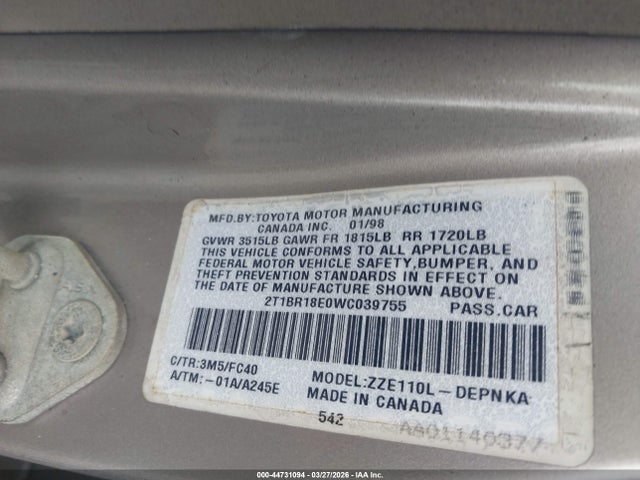 MFD.BY:TOYOTA MOTOR MANUFACTURING
CANADA INC. 01/98
GVWR 3515LB GAWR FR 1815LB RR 1720LB
THIS VEHICLE CONFORMS TO ALL APPLICABLE
FEDERAL MOTOR VEHICLE SAFETY,BUMPER, AND
THEFT PREVENTION STANDARDS IN EFFECT ON
THE DATE OF MANUFACTURE SHOWN ABOVE.
2T1BR18E0WC039755 PASS.CAR
C/TR:3M5/FC40 MODEL:ZZE110L-DEPNKA
A/TM:-01A/A245E MADE IN CANADA
542 AA01140377
000-44731094 | 03/27/2026 | © IAA, Inc.